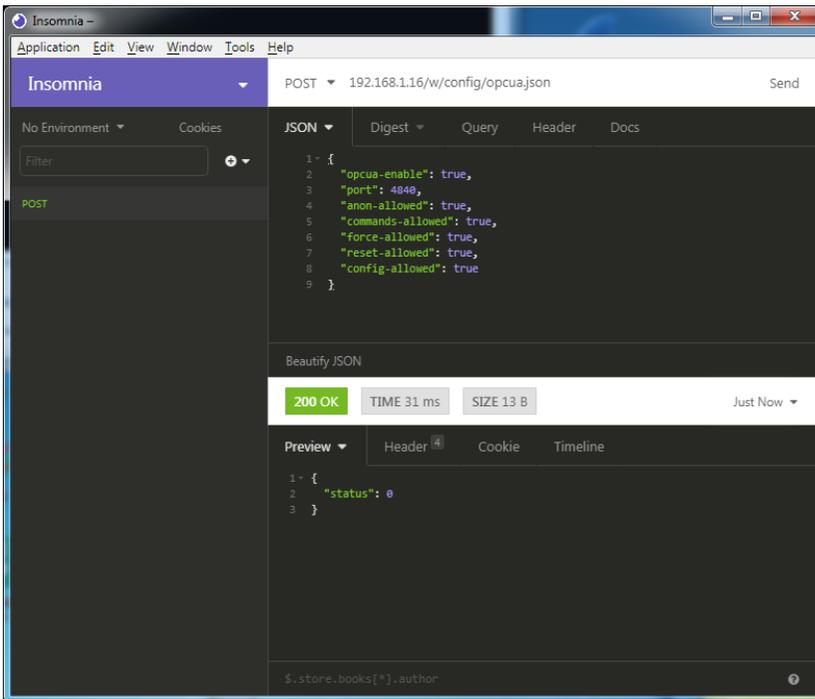 Insomnia –
Application Edit View Window Tools Help
Insomnia
POST 192.168.1.16/w/config/opcua.json Send
No Environment Cookies
JSON Digest Query Header Docs
Filter
POST
1 {
2 "opcua-enable": true,
3 "port": 4840,
4 "anon-allowed": true,
5 "commands-allowed": true,
6 "force-allowed": true,
7 "reset-allowed": true,
8 "config-allowed": true
9 }
Beautify JSON
200 OK TIME 31 ms SIZE 13 B Just Now
Preview Header 4 Cookie Timeline
1 {
2 "status": 0
3 }
$.store.books[*].author